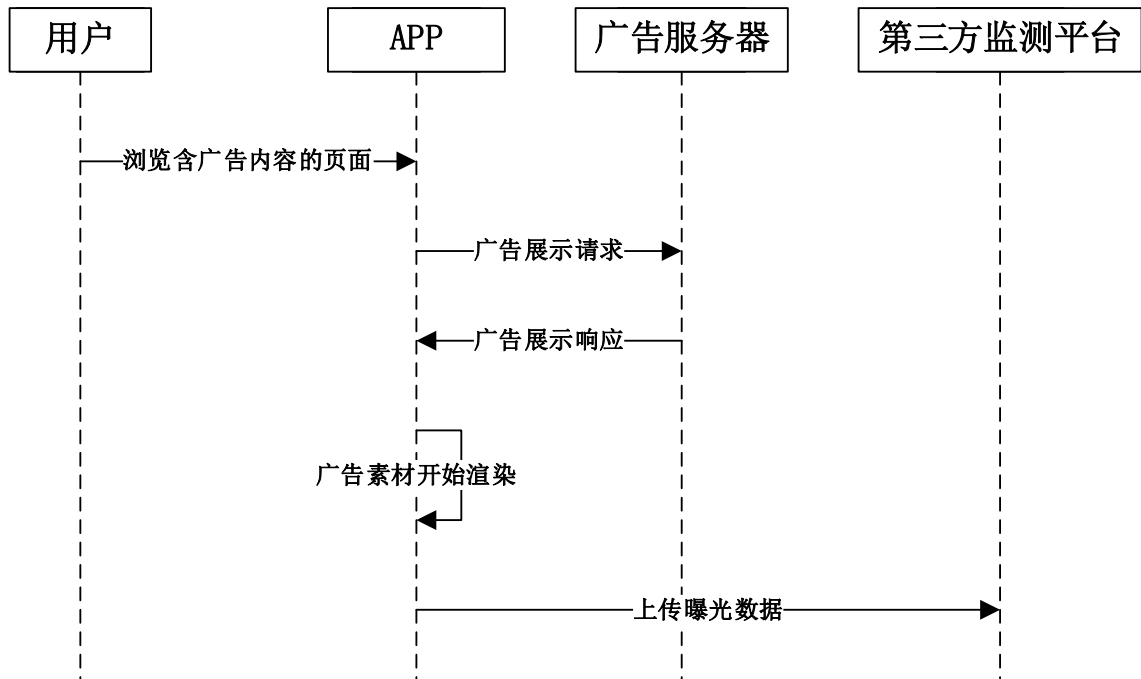 用户
APP
广告服务器
第三方监测平台
浏览含广告内容的页面
广告展示请求
广告展示响应
广告素材开始渲染
上传曝光数据